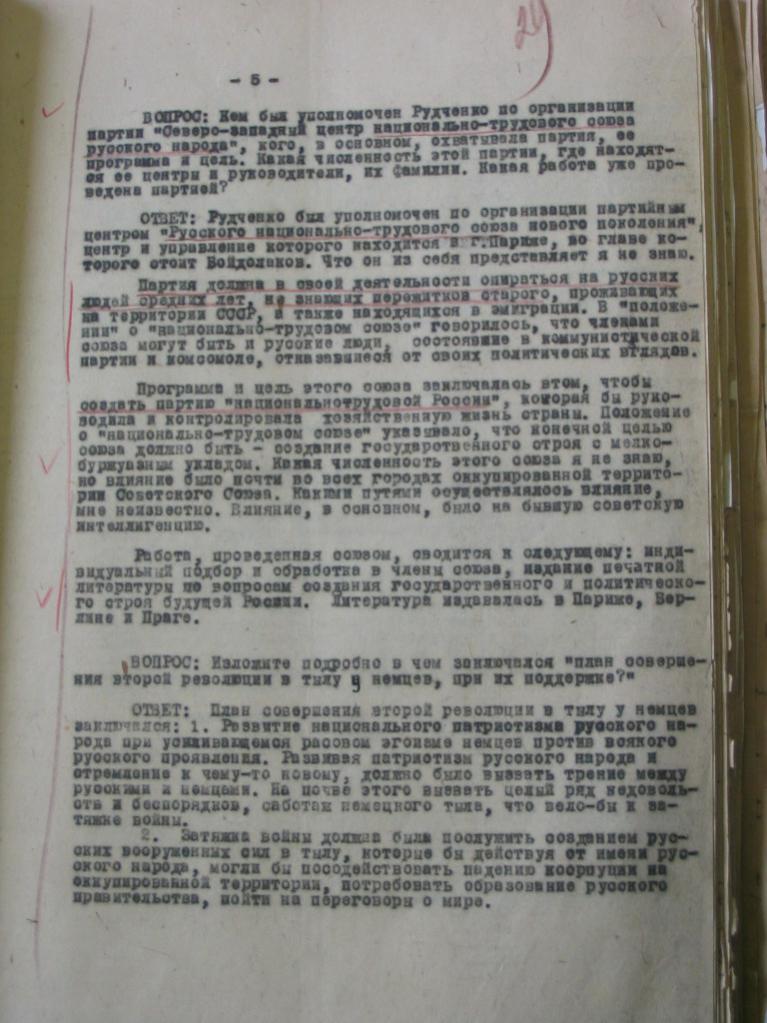 29
- 5 -
ВОПРОС: Кем был уполномочен Рудченко по организации
партии "Северо-западный центр национально-трудового союза
русского народа", кого, в основном, охватывала партия, ее
программа и цель. Какая численность этой партии, где находят-
ся ее центры и руководители, их фамилии. Какая работа уже про-
ведена партией?
ОТВЕТ: Рудченко был уполномочен по организации партийным
центром "Русского национально-трудового союза нового поколения",
центр и управление которого находится в г.Париже, во главе ко-
торого стоит Войдолаков. Что он из себя представляет я не знаю.
Партия должна в своей деятельности опираться на русских
людей средних лет, не знающих пережитков старого, проживающих
на территории СССР, а также находящихся в эмиграции. В "положе-
нии" о "национально-трудовом союзе" говорилось, что членами
союза могут быть и русские люди, состоявшие в коммунистической
партии и комсомоле, отказавшиеся от своих политических взглядов.
Программа и цель этого союза заключалась втом, чтобы
создать партию "национальнотрудовой России", которая бы руко-
водила и контролировала хозяйственную жизнь страны. Положение
о "национально-трудовом союзе" указывало, что конечной целью
союза должно быть - создание государственного строя с мелко-
буржуазным укладом. Какая численность этого союза я не знаю,
но влияние было почти во всех городах оккупированной террито-
рии Советского Союза. Какими путями осуществлялось влияние,
мне неизвестно. Влияние, в основном, было на бывшую советскую
интеллигенцию.
Работа, проведенная союзом, сводится к следующему: инди-
видуальный подбор и обработка в члены союза, издание печатной
литературы по вопросам создания государственного и политическо-
го строя будущей России. Литература издавалась в Париже, Бер-
лине и Праге.
ВОПРОС: Изложите подробно в чем заключался "план соверше-
ния второй революции в тылу у немцев, при их поддержке?"
ОТВЕТ: План совершения второй революции в тылу у немцев
заключался: 1. Развитие национального патриотизма русского на-
рода при усиливающемся расовом эгоизме немцев против всякого
русского проявления. Развивая патриотизм русского народа и
стремление к чему-то новому, должно было вызвать трение между
русскими и немцами. На почве этого вызвать целый ряд недоволь-
ств и беспорядков, саботаж немецкого тыла, что вело-бы к за-
тяжке войны.
2. Затяжка войны должна была послужить созданием рус-
ских вооруженных сил в тылу, которые бы действуя от имени рус-
ского народа, могли бы посодействовать падению коррупции на
оккупированной территории, потребовать образование русского
правительства, пойти на переговоры о мире.